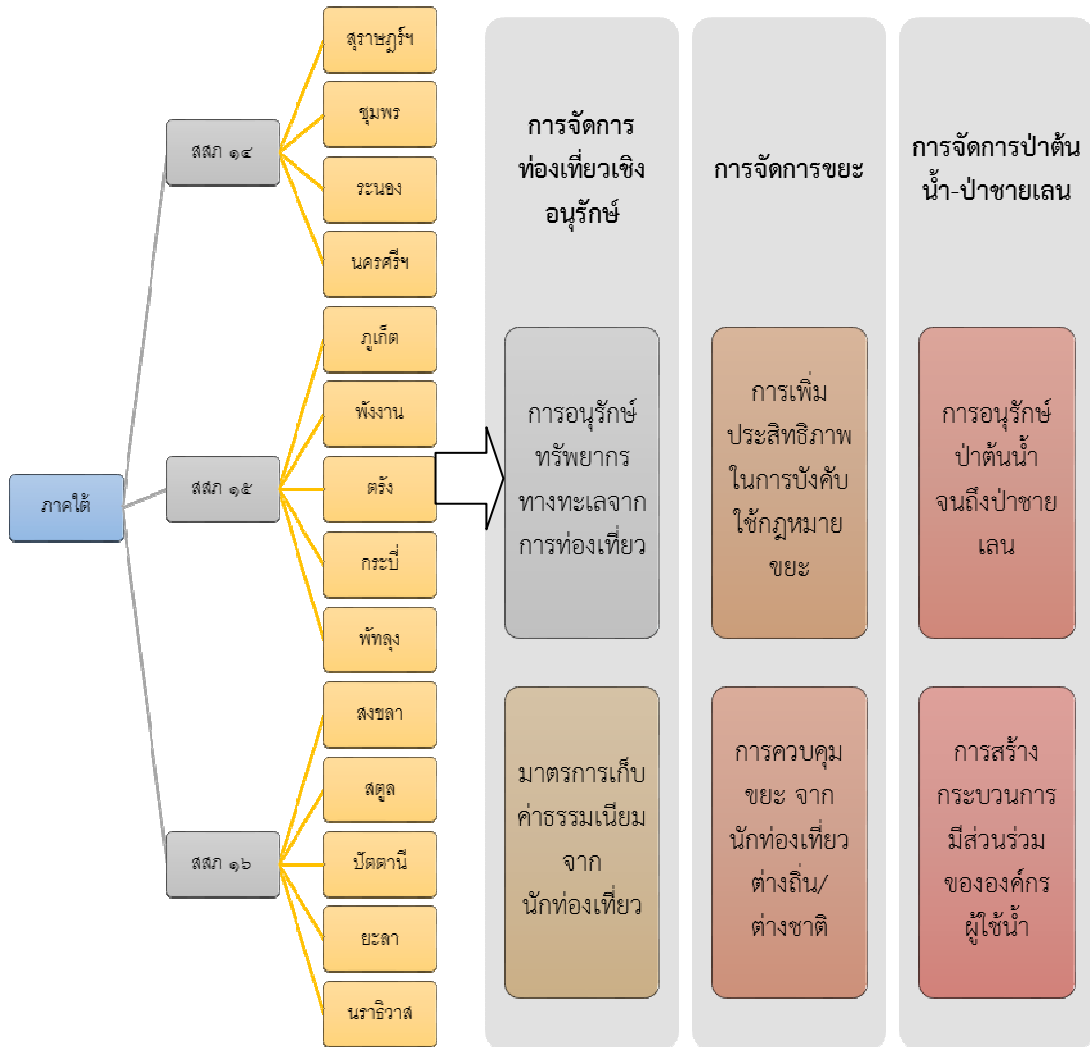 ภาคใต้
สสภ ๑๔
สุราษฎร์ฯ
ชุมพร
ระนอง
นครศรีฯ
สสภ ๑๕
ภูเก็ต
พังงาน
ตรัง
กระบี่
พัทลุง
สสภ ๑๖
สงขลา
สตูล
ปัตตานี
ยะลา
นราธิวาส
การจัดการ
ท่องเที่ยวเชิง
อนุรักษ์
การอนุรักษ์
ทรัพยากร
ทางทะเลจาก
การท่องเที่ยว
มาตรการเก็บ
ค่าธรรมเนียม
จาก
นักท่องเที่ยว
การจัดการขยะ
การเพิ่ม
ประสิทธิภาพ
ในการบังคับ
ใช้กฎหมาย
ขยะ
การควบคุม
ขยะ จาก
นักท่องเที่ยว
ต่างถิ่น/
ต่างชาติ
การจัดการป่าต้น
น้ำ-ป่าชายเลน
การอนุรักษ์
ป่าต้นน้ำ
จนถึงป่าชาย
เลน
การสร้าง
กระบวนการ
มีส่วนร่วม
ขององค์กร
ผู้ใช้น้ำ